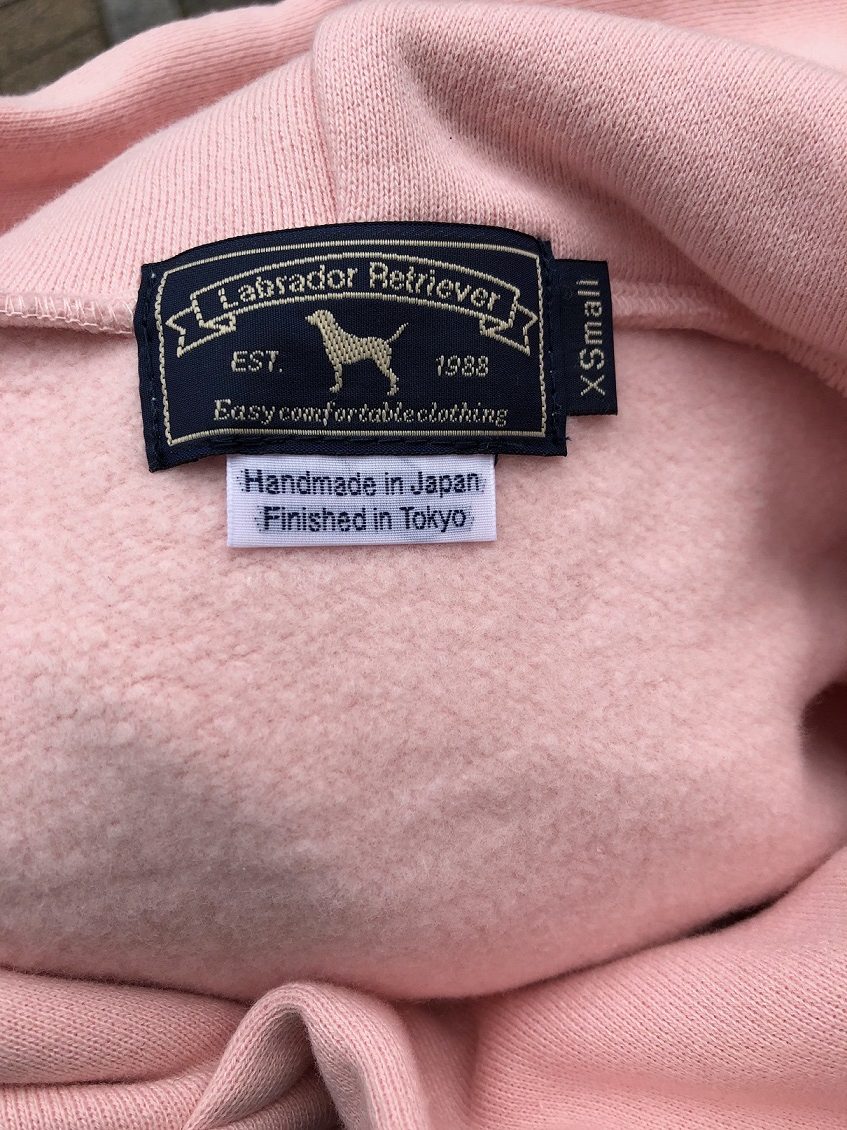 Labrador Retriever
EST. 1988
Easy comfortable clothing
XSmall
Handmade in Japan
Finished in Tokyo